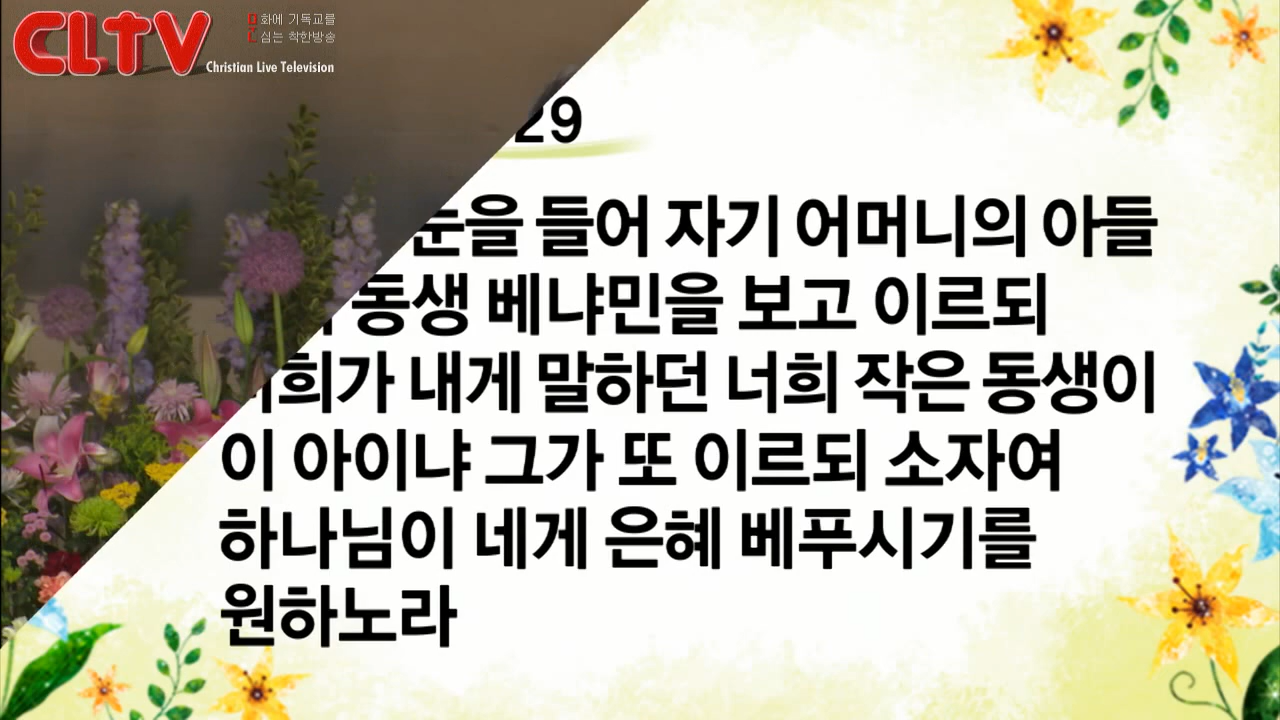 CLTV
문화에 기독교를
심는 착한방송
Christian Live Television
29
눈을 들어 자기 어머니의 아들
동생 베냐민을 보고 이르되
내게 말하던 너희 작은 동생이
이 아이냐 그가 또 이르되 소자여
하나님이 네게 은혜 베푸시기를
원하노라